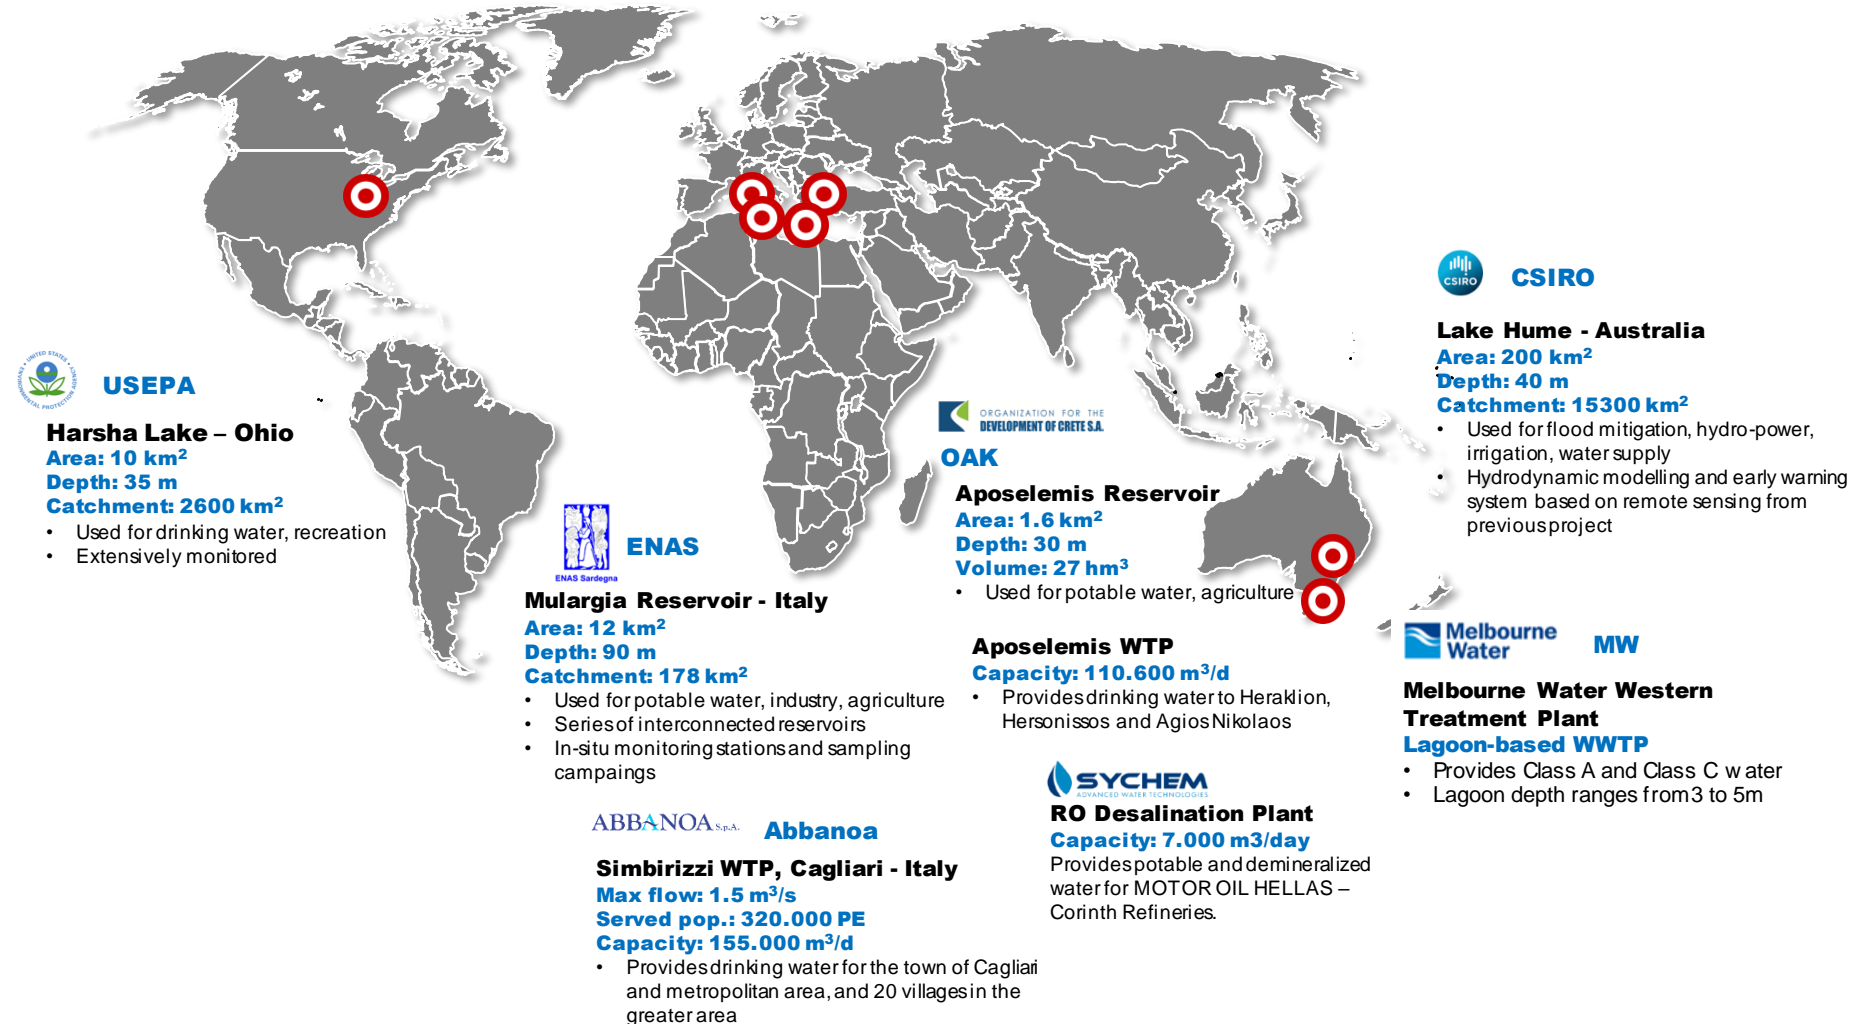 UNITED STATES
ENVIRONMENTAL PROTECTION AGENCY
USEPA
Harsha Lake – Ohio
Area: 10 km²
Depth: 35 m
Catchment: 2600 km²
• Used for drinking water, recreation
• Extensively monitored
ENAS Sardegna
ENAS
Mulargia Reservoir - Italy
Area: 12 km²
Depth: 90 m
Catchment: 178 km²
• Used for potable water, industry, agriculture
• Series of interconnected reservoirs
• In-situ monitoring stations and sampling
campaings
ABBANOA S.p.A.
Abbanoa
Simbirizzi WTP, Cagliari - Italy
Max flow: 1.5 m³/s
Served pop.: 320.000 PE
Capacity: 155.000 m³/d
• Provides drinking water for the town of Cagliari
and metropolitan area, and 20 villages in the
greater area
ORGANIZATION FOR THE
DEVELOPMENT OF CRETE S.A.
OAK
Aposelemis Reservoir
Area: 1.6 km²
Depth: 30 m
Volume: 27 hm³
• Used for potable water, agriculture
Aposelemis WTP
Capacity: 110.600 m³/d
• Provides drinking water to Heraklion,
Hersonissos and Agios Nikolaos
SYCHEM
ADVANCED WATER TECHNOLOGIES
RO Desalination Plant
Capacity: 7.000 m3/day
Provides potable and demineralized
water for MOTOR OIL HELLAS –
Corinth Refineries.
CSIRO
CSIRO
Lake Hume - Australia
Area: 200 km²
Depth: 40 m
Catchment: 15300 km²
• Used for flood mitigation, hydro-power,
irrigation, water supply
• Hydrodynamic modelling and early warning
system based on remote sensing from
previous project
Melbourne
Water
MW
Melbourne Water Western
Treatment Plant
Lagoon-based WWTP
• Provides Class A and Class C water
• Lagoon depth ranges from 3 to 5m